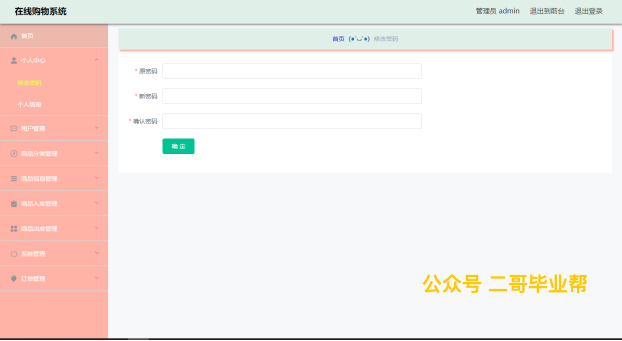 在线购物系统
管理员 admin 退出到前台 退出登录
首页
个人中心
修改密码
个人信息
用户管理
商品分类管理
商品信息管理
商品入库管理
商品出库管理
系统管理
订单管理
首页 (●'◡'●) 修改密码
* 原密码
* 新密码
* 确认密码
确 定
公众号 二哥毕业帮